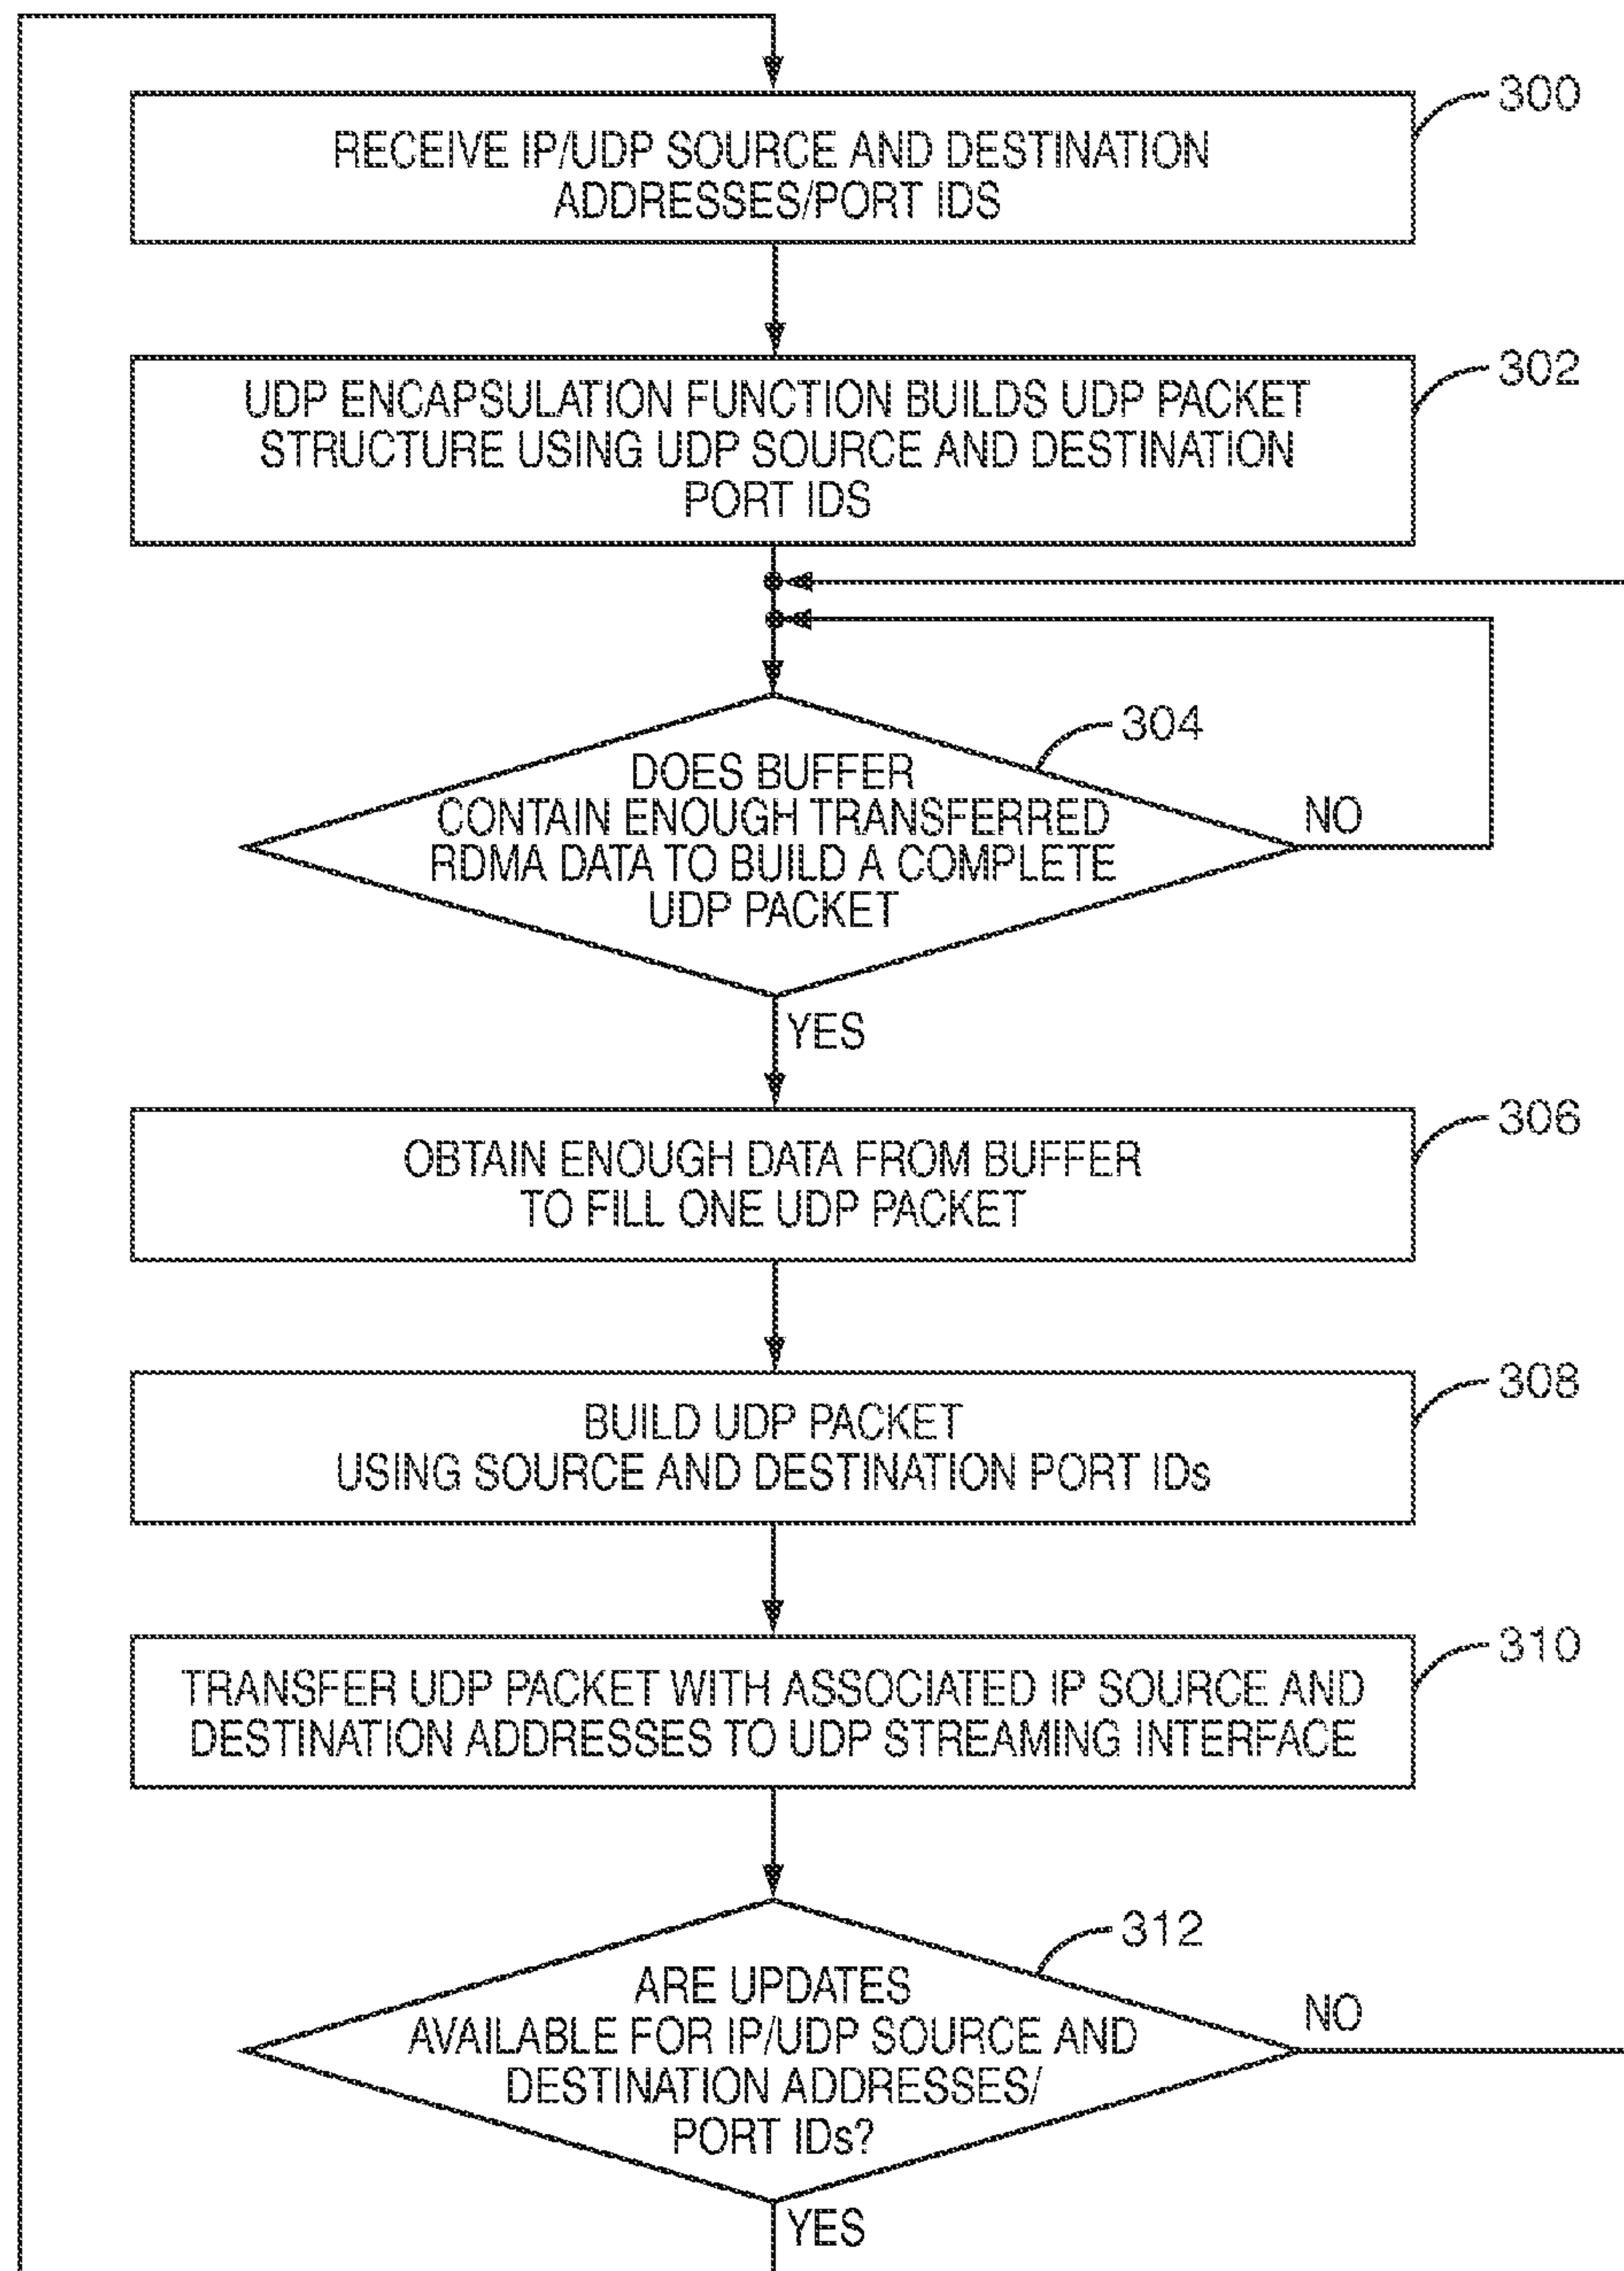 300
RECEIVE IP/UDP SOURCE AND DESTINATION
ADDRESSES/PORT IDS
302
UDP ENCAPSULATION FUNCTION BUILDS UDP PACKET
STRUCTURE USING UDP SOURCE AND DESTINATION
PORT IDS
304
DOES BUFFER
CONTAIN ENOUGH TRANSFERRED
RDMA DATA TO BUILD A COMPLETE
UDP PACKET
NO
YES
306
OBTAIN ENOUGH DATA FROM BUFFER
TO FILL ONE UDP PACKET
308
BUILD UDP PACKET
USING SOURCE AND DESTINATION PORT IDs
310
TRANSFER UDP PACKET WITH ASSOCIATED IP SOURCE AND
DESTINATION ADDRESSES TO UDP STREAMING INTERFACE
312
ARE UPDATES
AVAILABLE FOR IP/UDP SOURCE AND
DESTINATION ADDRESSES/
PORT IDs?
NO
YES